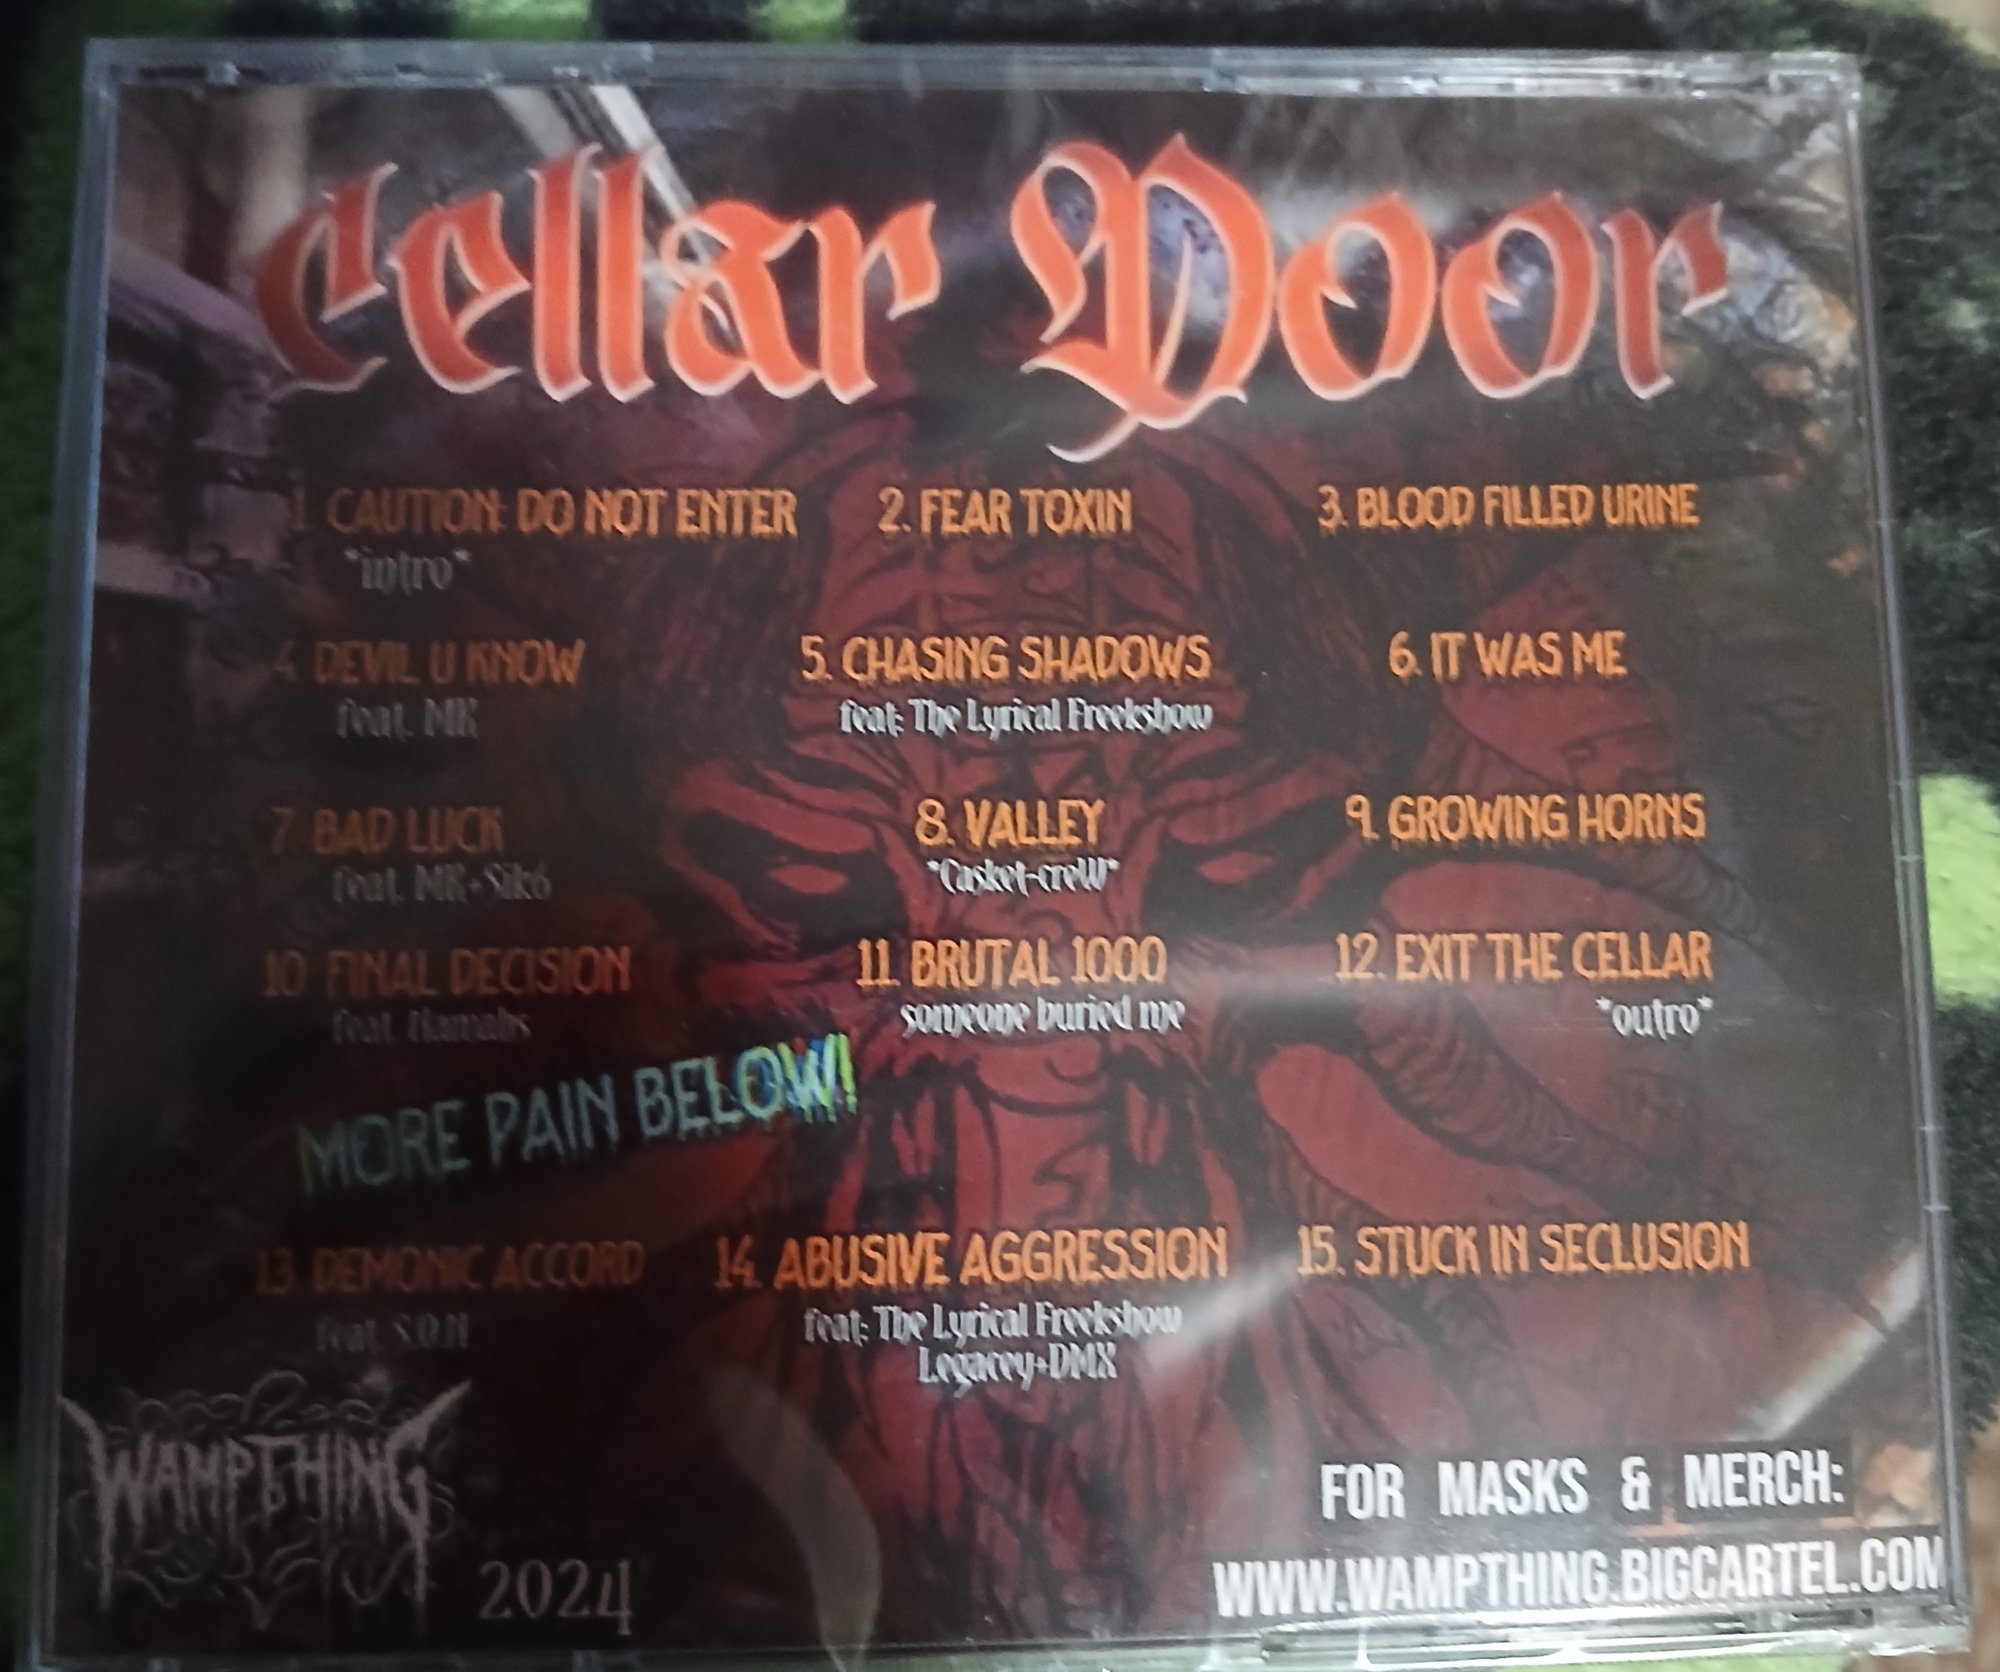 Cellar Door
1. CAUTION: DO NOT ENTER
*intro*
2. FEAR TOXIN
3. BLOOD FILLED URINE
4. DEVIL U KNOW
feat. MK
5. CHASING SHADOWS
feat; The Lyrical Freekshow
6. IT WAS ME
7. BAD LUCK
feat. MK+Sik6
8. VALLEY
*Casket-creW*
9. GROWING HORNS
10. FINAL DECISION
feat.
11. BRUTAL 1000
someone buried me
12. EXIT THE CELLAR
*outro*
MORE PAIN BELOW!
13. DEMONIC ACCORD
feat. S.O.N
14. ABUSIVE AGGRESSION
feat; The Lyrical Freekshow
Legacey+DMX
15. STUCK IN SECLUSION
WAMPTHING
2024
FOR MASKS & MERCH:
WWW.WAMPTHING.BIGCARTEL.COM